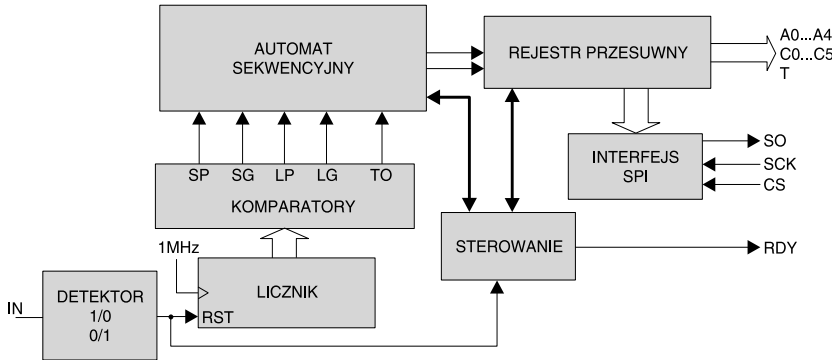 AUTOMAT
SEKWENCYJNY
REJESTR PRZESUWNY
A0...A4
C0...C5
T
SP SG LP LG TO
KOMPARATORY
INTERFEJS
SPI
SO
SCK
CS
STEROWANIE
RDY
1MHz
LICZNIK
RST
IN
DETEKTOR
1/0
0/1